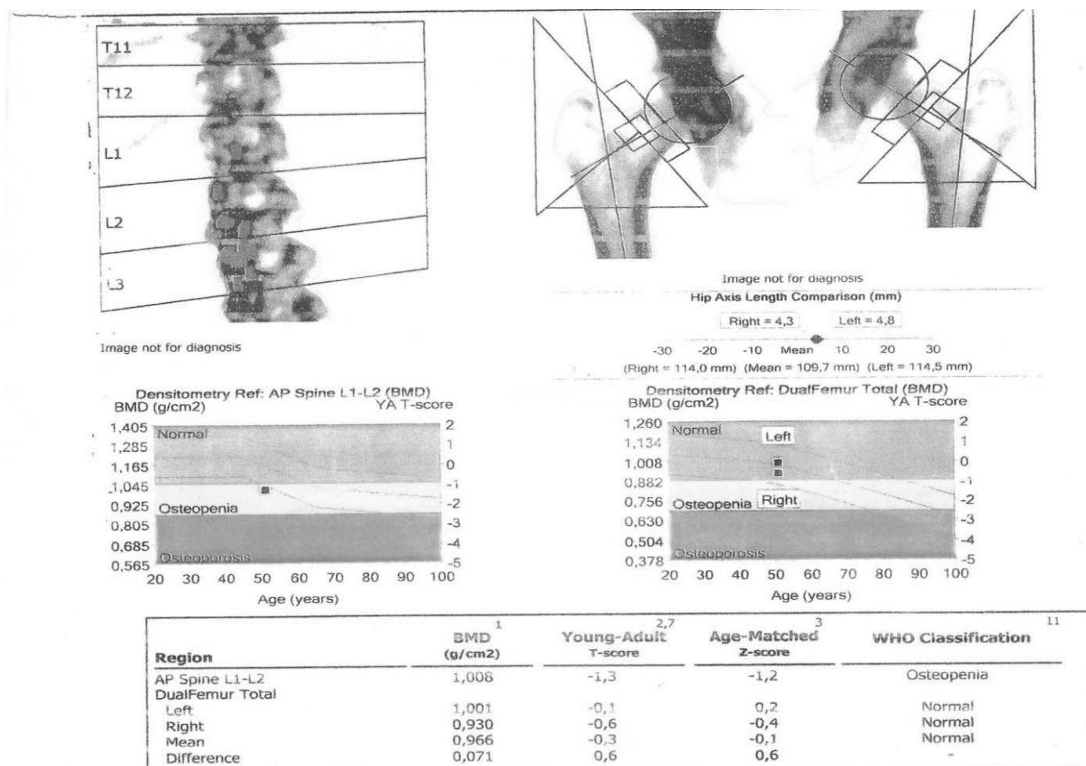 T11
T12
L1
L2
L3
Image not for diagnosis
Image not for diagnosis
Hip Axis Length Comparison (mm)
Right = 4,3 Left = 4,8
-30 -20 -10 Mean 10 20 30
(Right = 114,0 mm) (Mean = 109,7 mm) (Left = 114,5 mm)
Densitometry Ref: AP Spine L1-L2 (BMD)
BMD (g/cm2) YA T-score
1,405 2
Normal
1,285 1
1,165 0
1,045 -1
0,925 -2
Osteopenia
0,805 -3
0,685 -4
Osteoporosis
0,565 -5
20 30 40 50 60 70 80 90 100
Age (years)
Densitometry Ref: DualFemur Total (BMD)
BMD (g/cm2) YA T-score
1,260 2
Normal
Left
1,134 1
1,008 0
0,882 -1
0,756 -2
Osteopenia
Right
0,630 -3
0,504 -4
Osteoporosis
0,378 -5
20 30 40 50 60 70 80 90 100
Age (years)
1 2,7 3 11
BMD Young-Adult Age-Matched WHO Classification
Region (g/cm2) T-score Z-score
AP Spine L1-L2 1,008 -1,3 -1,2 Osteopenia
DualFemur Total
Left 1,001 -0,1 0,2 Normal
Right 0,930 -0,6 -0,4 Normal
Mean 0,966 -0,3 -0,1 Normal
Difference 0,071 0,6 0,6 -